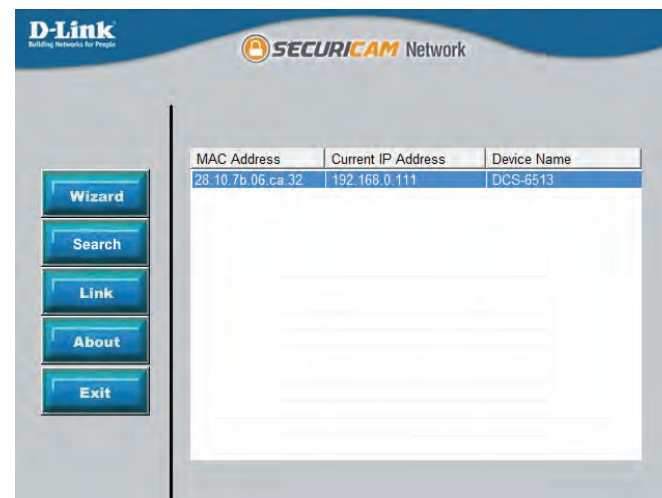 D-Link
Building Networks for People
SECURICAM Network
MAC Address Current IP Address Device Name
28.10.7b.06.ca.32 192.168.0.111 DCS-6513
Wizard
Search
Link
About
Exit